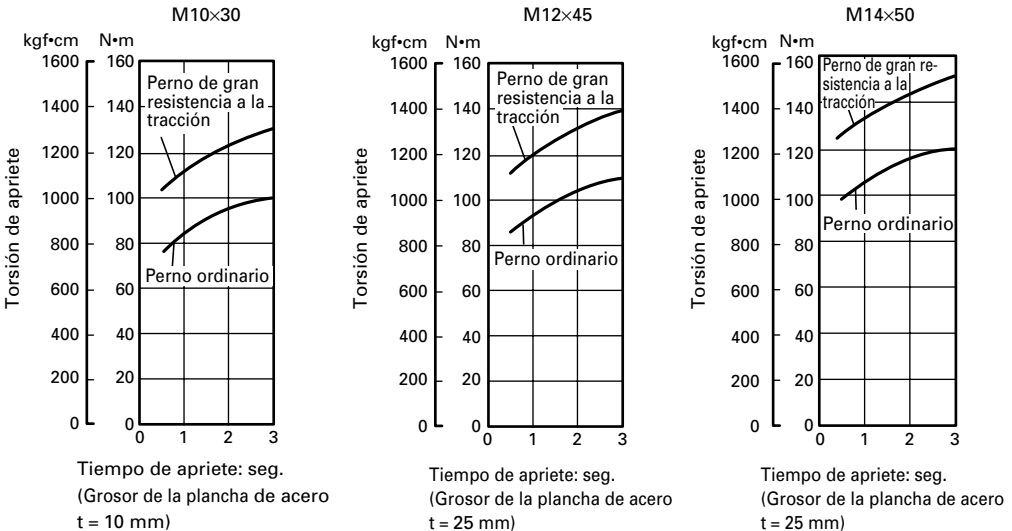 M10×30
kgf•cm N•m
1600 160
1400 140
1200 120
1000 100
800 80
600 60
400 40
200 20
0 0
0 1 2 3
Torsión de apriete
Perno de gran
resistencia a la
tracción
Perno ordinario
Tiempo de apriete: seg.
(Grosor de la plancha de acero
t = 10 mm)
M12×45
kgf•cm N•m
1600 160
1400 140
1200 120
1000 100
800 80
600 60
400 40
200 20
0 0
0 1 2 3
Torsión de apriete
Perno de gran
resistencia a la
tracción
Perno ordinario
Tiempo de apriete: seg.
(Grosor de la plancha de acero
t = 25 mm)
M14×50
kgf•cm N•m
1600 160
1400 140
1200 120
1000 100
800 80
600 60
400 40
200 20
0 0
0 1 2 3
Torsión de apriete
Perno de gran re-
sistencia a la
tracción
Perno ordinario
Tiempo de apriete: seg.
(Grosor de la plancha de acero
t = 25 mm)